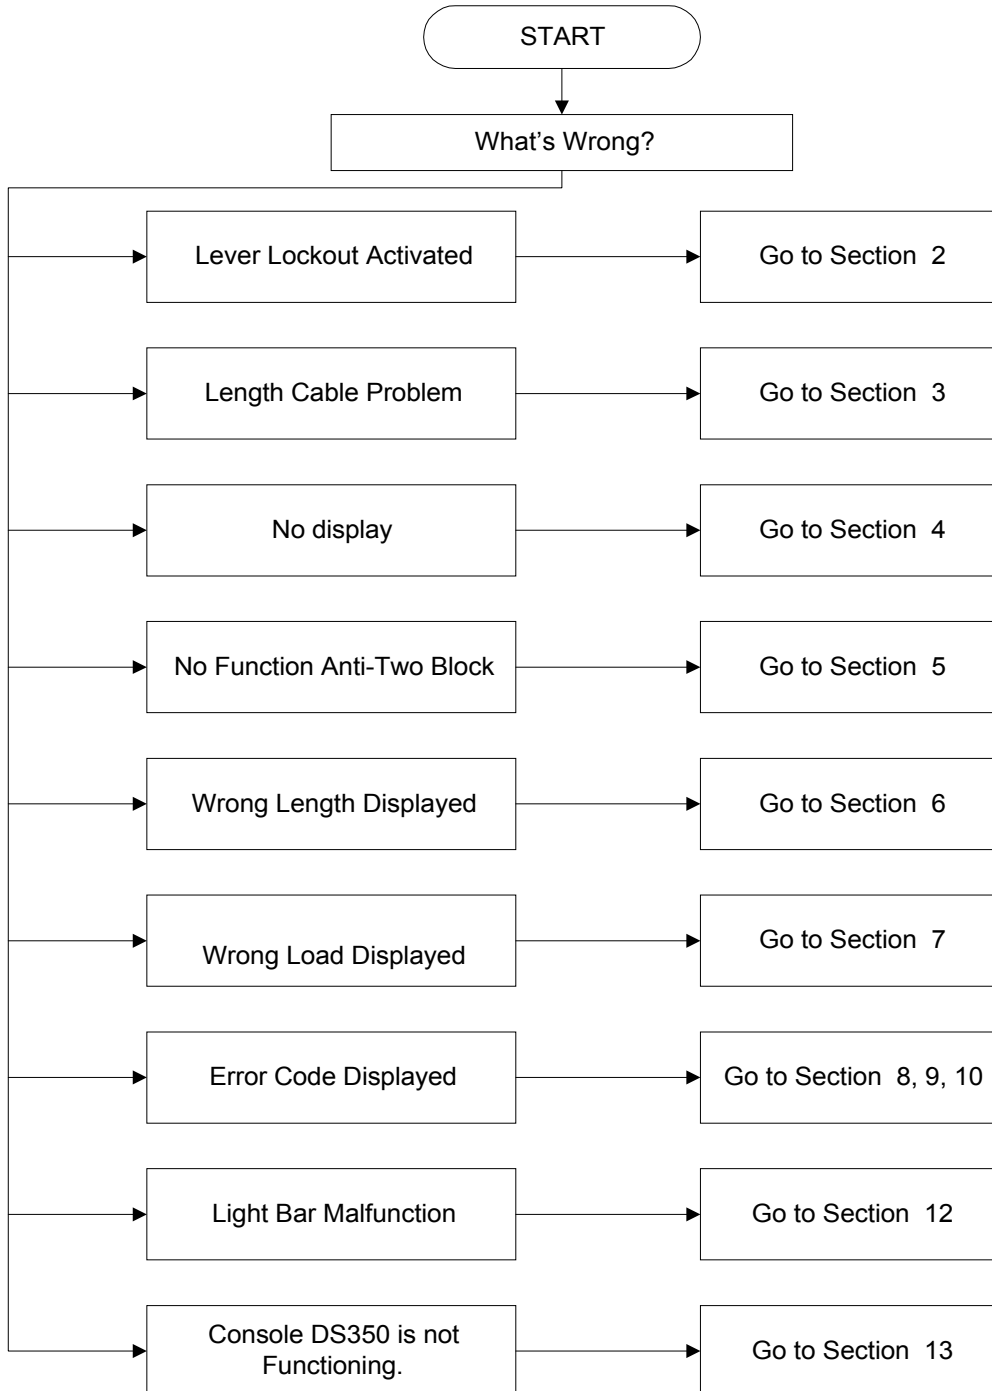 START
What's Wrong?
Lever Lockout Activated
Go to Section 2
Length Cable Problem
Go to Section 3
No display
Go to Section 4
No Function Anti-Two Block
Go to Section 5
Wrong Length Displayed
Go to Section 6
Wrong Load Displayed
Go to Section 7
Error Code Displayed
Go to Section 8, 9, 10
Light Bar Malfunction
Go to Section 12
Console DS350 is not
Functioning.
Go to Section 13